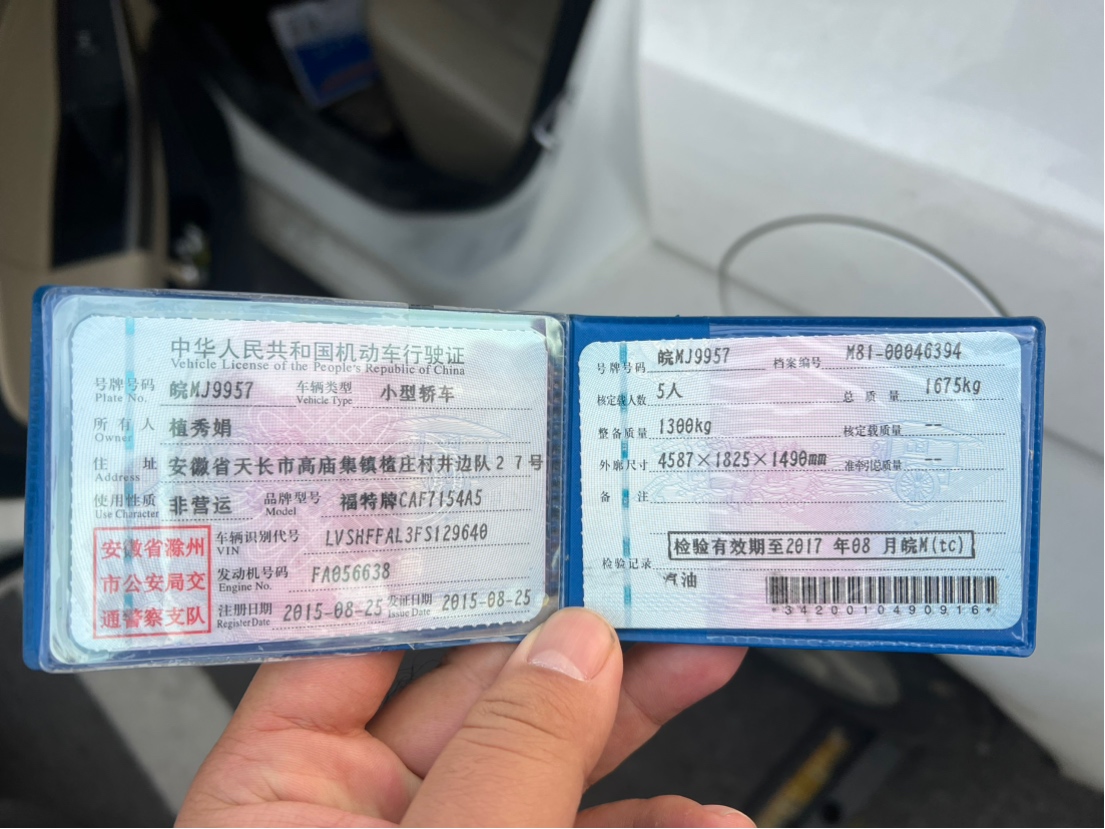 中华人民共和国机动车行驶证
Vehicle License of the People's Republic of China
号牌号码 皖MJ9957 车辆类型 小型轿车
Plate No. Vehicle Type
所有人 植秀娟
Owner
住址 安徽省天长市高庙集镇楂庄村井边队27号
Address
使用性质 非营运 品牌型号 福特牌CAF7154A5
Use Character Model
安徽省滁州
市公安局交
通警察支队
车辆识别代号 LVSHFFAL3FS129640
VIN
发动机号码 FA056638
Engine No.
注册日期 2015-08-25 发证日期 2015-08-25
Register Date Issue Date
号牌号码 皖MJ9957 档案编号 M81-00046394
核定载人数 5人 总质量 1675kg
整备质量 1300kg 核定载质量 --
外廓尺寸 4587×1825×1490mm 准牵引总质量 --
备注
检验有效期至2017 年08 月皖M(tc)
检验记录
汽油
*3420010490916*